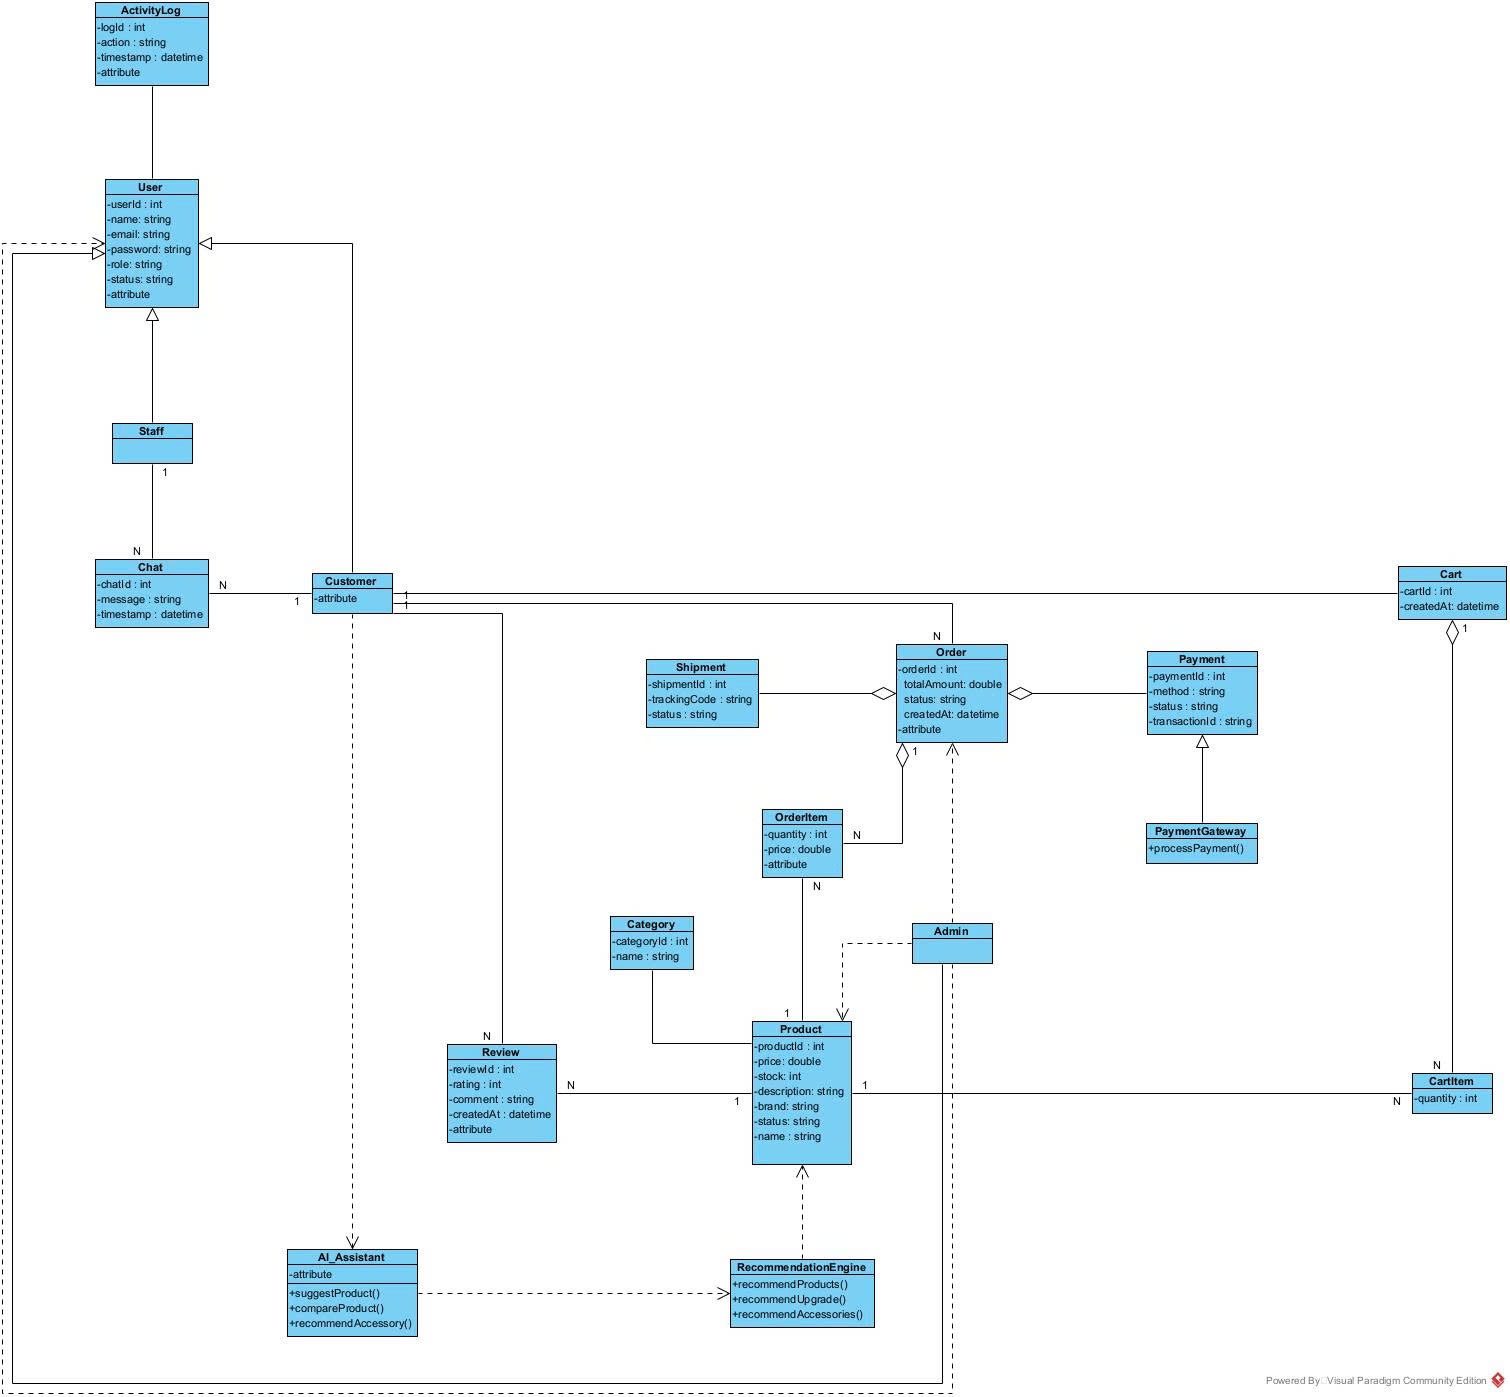 ActivityLog
-logId : int
-action : string
-timestamp : datetime
-attribute
User
-userId : int
-name: string
-email: string
-password: string
-role: string
-status: string
-attribute
Staff
1
N
Chat
-chatId : int
-message : string
-timestamp : datetime
N
1
Customer
-attribute
1
1
Cart
-cartId : int
-createdAt: datetime
1
N
Order
-orderId : int
totalAmount: double
status: string
createdAt: datetime
-attribute
1
Shipment
-shipmentId : int
-trackingCode : string
-status : string
Payment
-paymentId : int
-method : string
-status : string
-transactionId : string
PaymentGateway
+processPayment()
OrderItem
-quantity : int
-price: double
-attribute
N
N
Category
-categoryId : int
-name : string
Admin
1
Product
-productId : int
-price: double
-stock: int
-description: string
-brand: string
-status: string
-name : string
N
Review
-reviewId : int
-rating : int
-comment : string
-createdAt : datetime
-attribute
N
1
1
N
N
CartItem
-quantity : int
AI_Assistant
-attribute
+suggestProduct()
+compareProduct()
+recommendAccessory()
RecommendationEngine
+recommendProducts()
+recommendUpgrade()
+recommendAccessories()
Powered By Visual Paradigm Community Edition